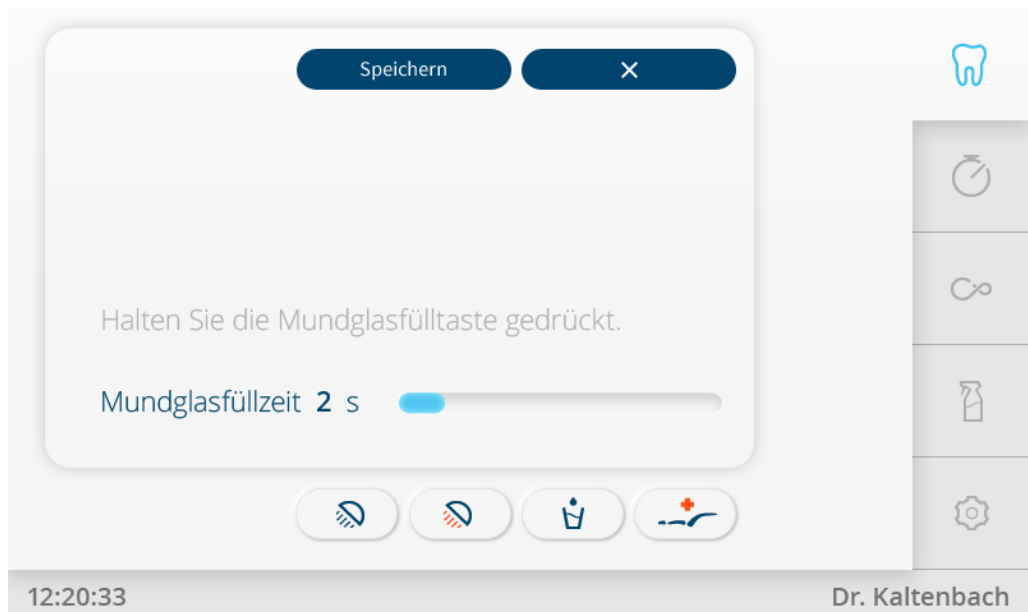 Speichern
Halten Sie die Mundglasfülltaste gedrückt.
Mundglasfüllzeit 2 s
12:20:33
Dr. Kaltenbach